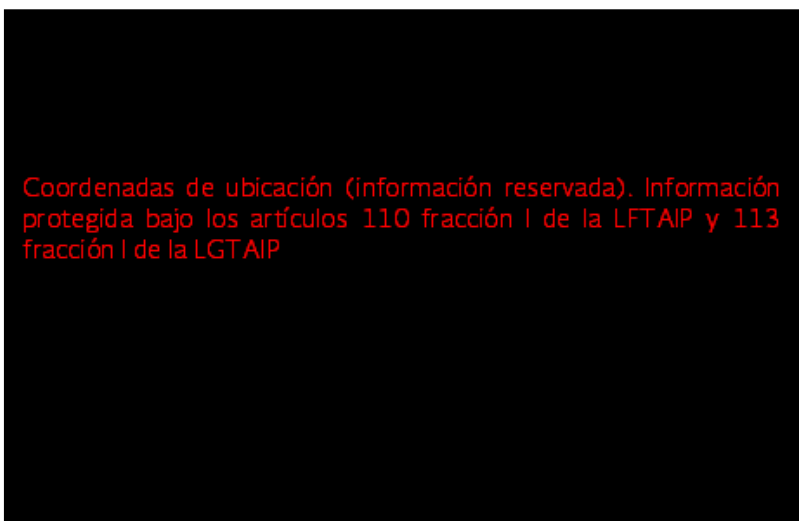 Coordenadas de ubicación (información reservada). Información
protegida bajo los artículos 110 fracción I de la LFTAIP y 113
fracción I de la LGTAIP